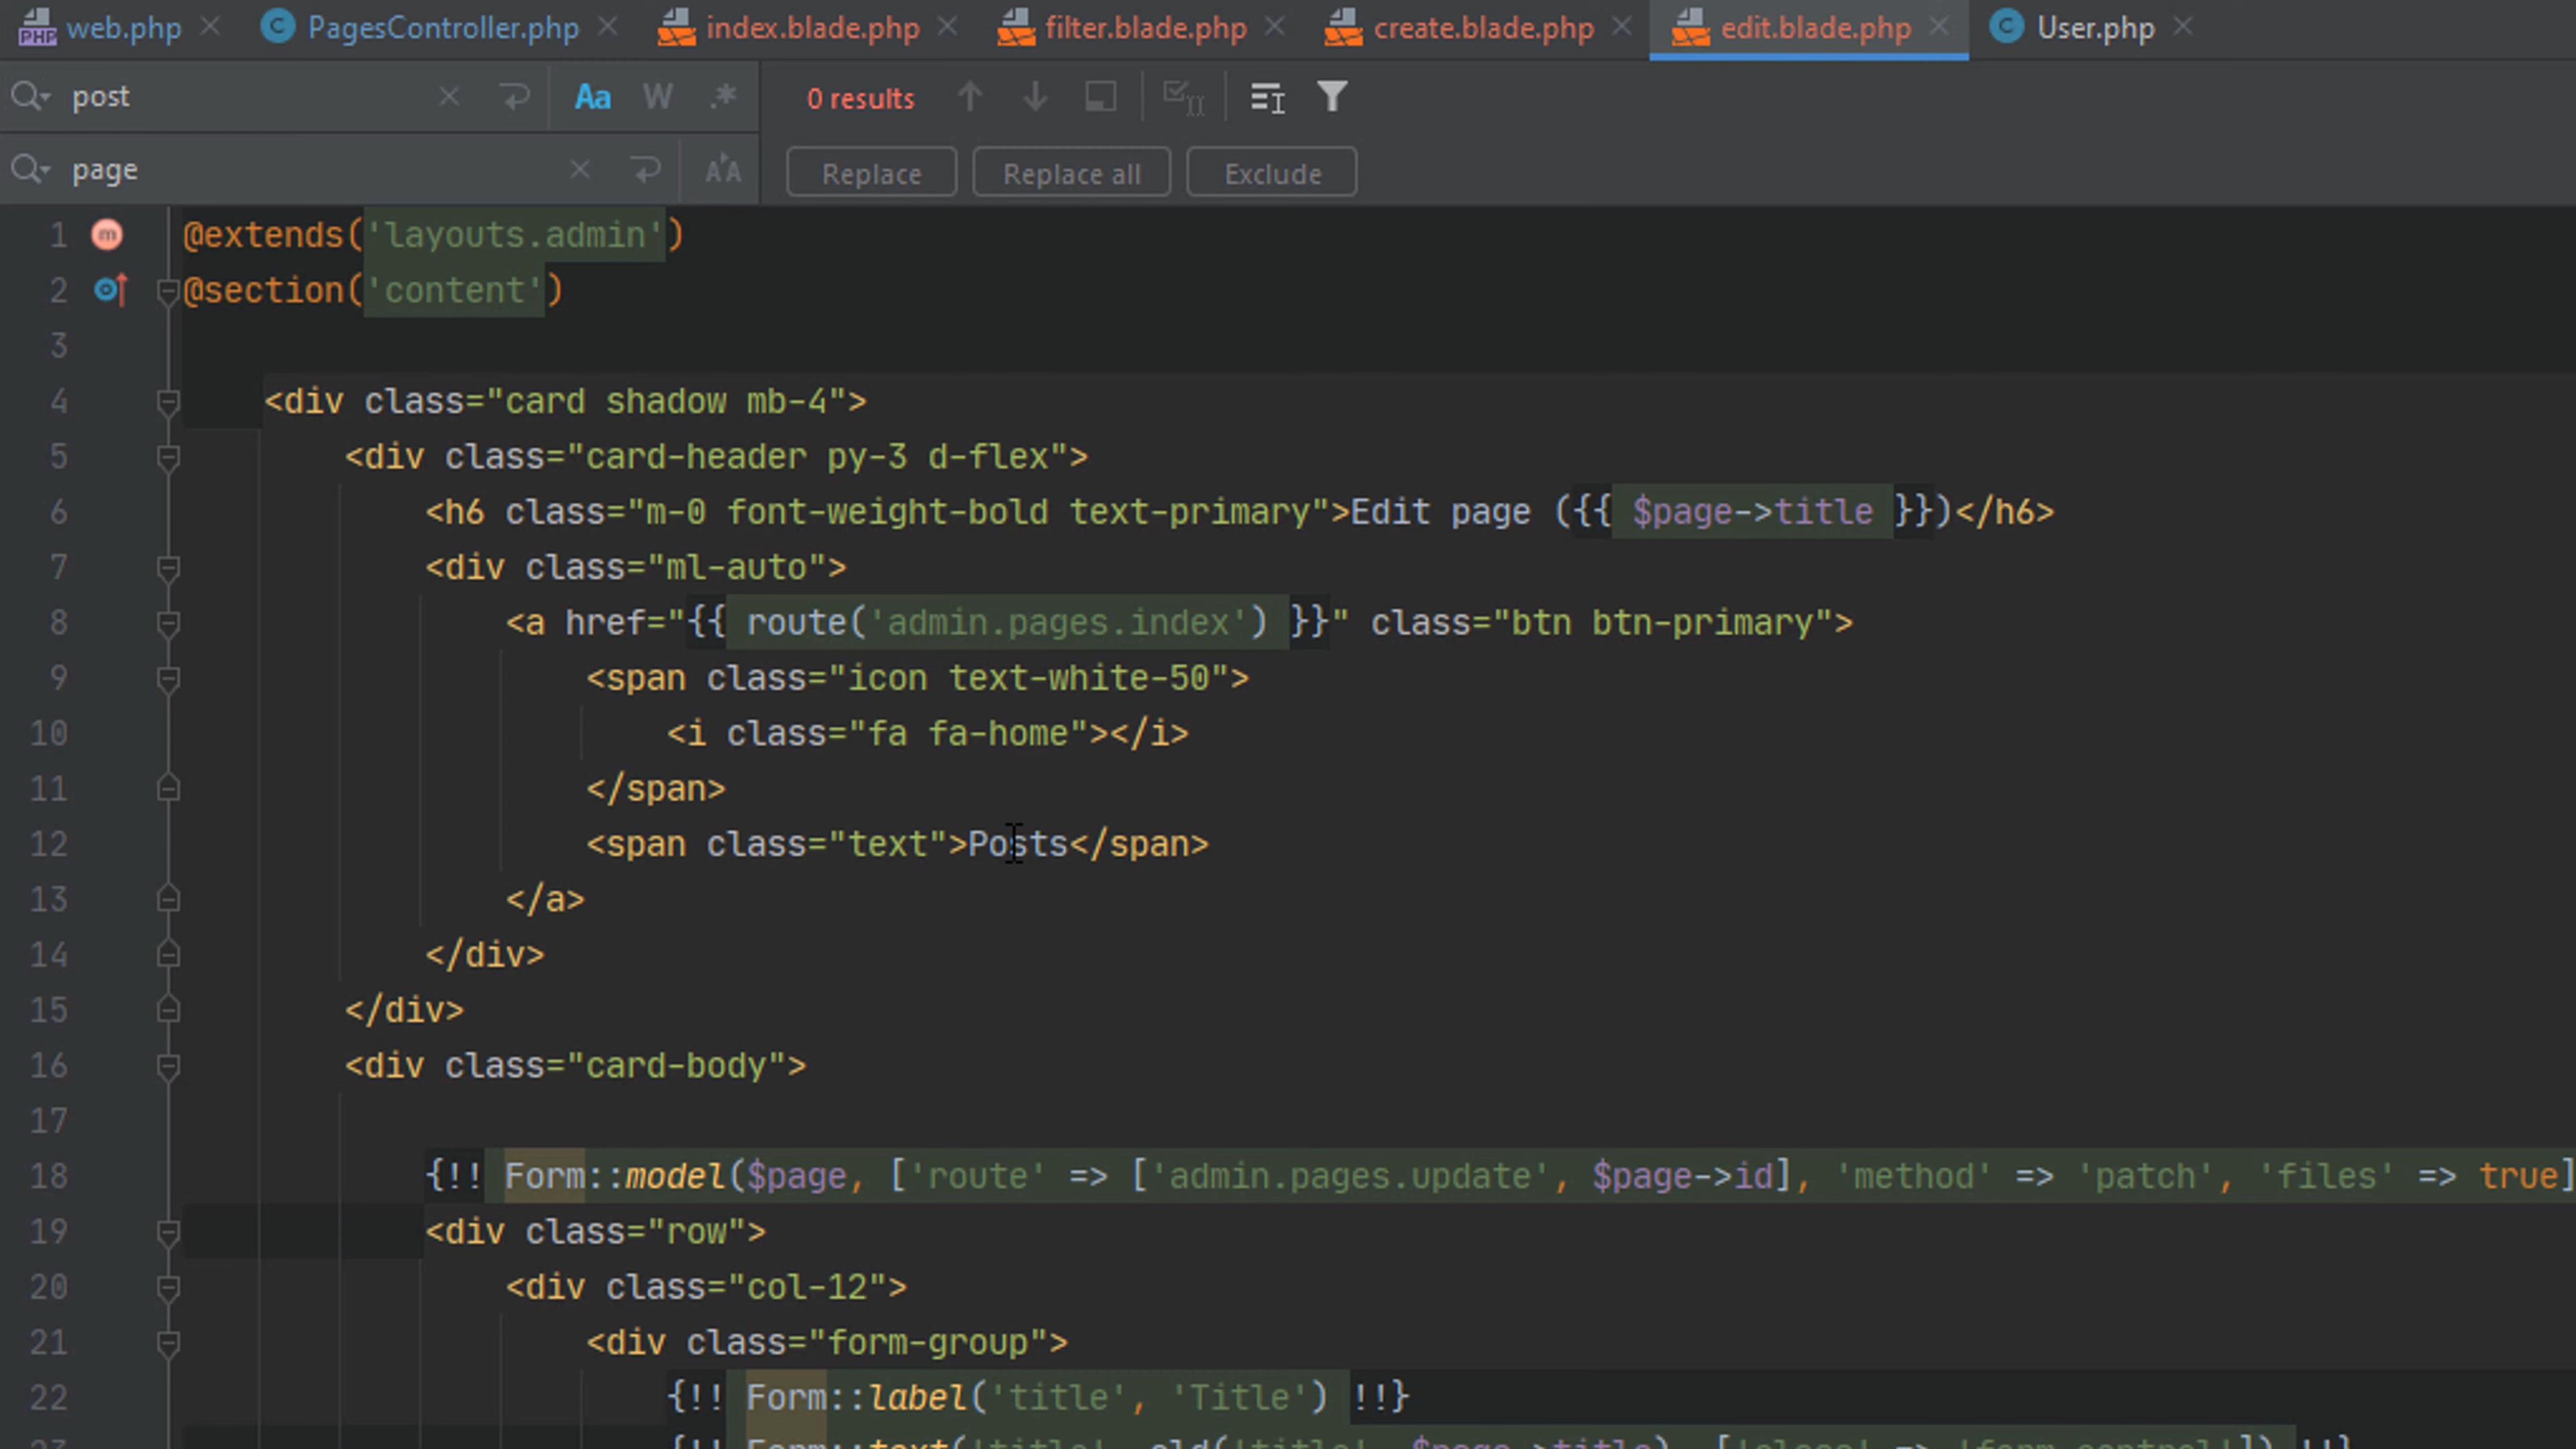 web.php PagesController.php index.blade.php filter.blade.php create.blade.php edit.blade.php User.php
post Aa W .* 0 results
page Replace Replace all Exclude
1 @extends('layouts.admin')
2 @section('content')
3
4 <div class="card shadow mb-4">
5 <div class="card-header py-3 d-flex">
6 <h6 class="m-0 font-weight-bold text-primary">Edit page ({{ $page->title }})</h6>
7 <div class="ml-auto">
8 <a href="{{ route('admin.pages.index') }}" class="btn btn-primary">
9 <span class="icon text-white-50">
10 <i class="fa fa-home"></i>
11 </span>
12 <span class="text">Posts</span>
13 </a>
14 </div>
15 </div>
16 <div class="card-body">
17
18 {!! Form::model($page, ['route' => ['admin.pages.update', $page->id], 'method' => 'patch', 'files' => true]
19 <div class="row">
20 <div class="col-12">
21 <div class="form-group">
22 {!! Form::label('title', 'Title') !!}